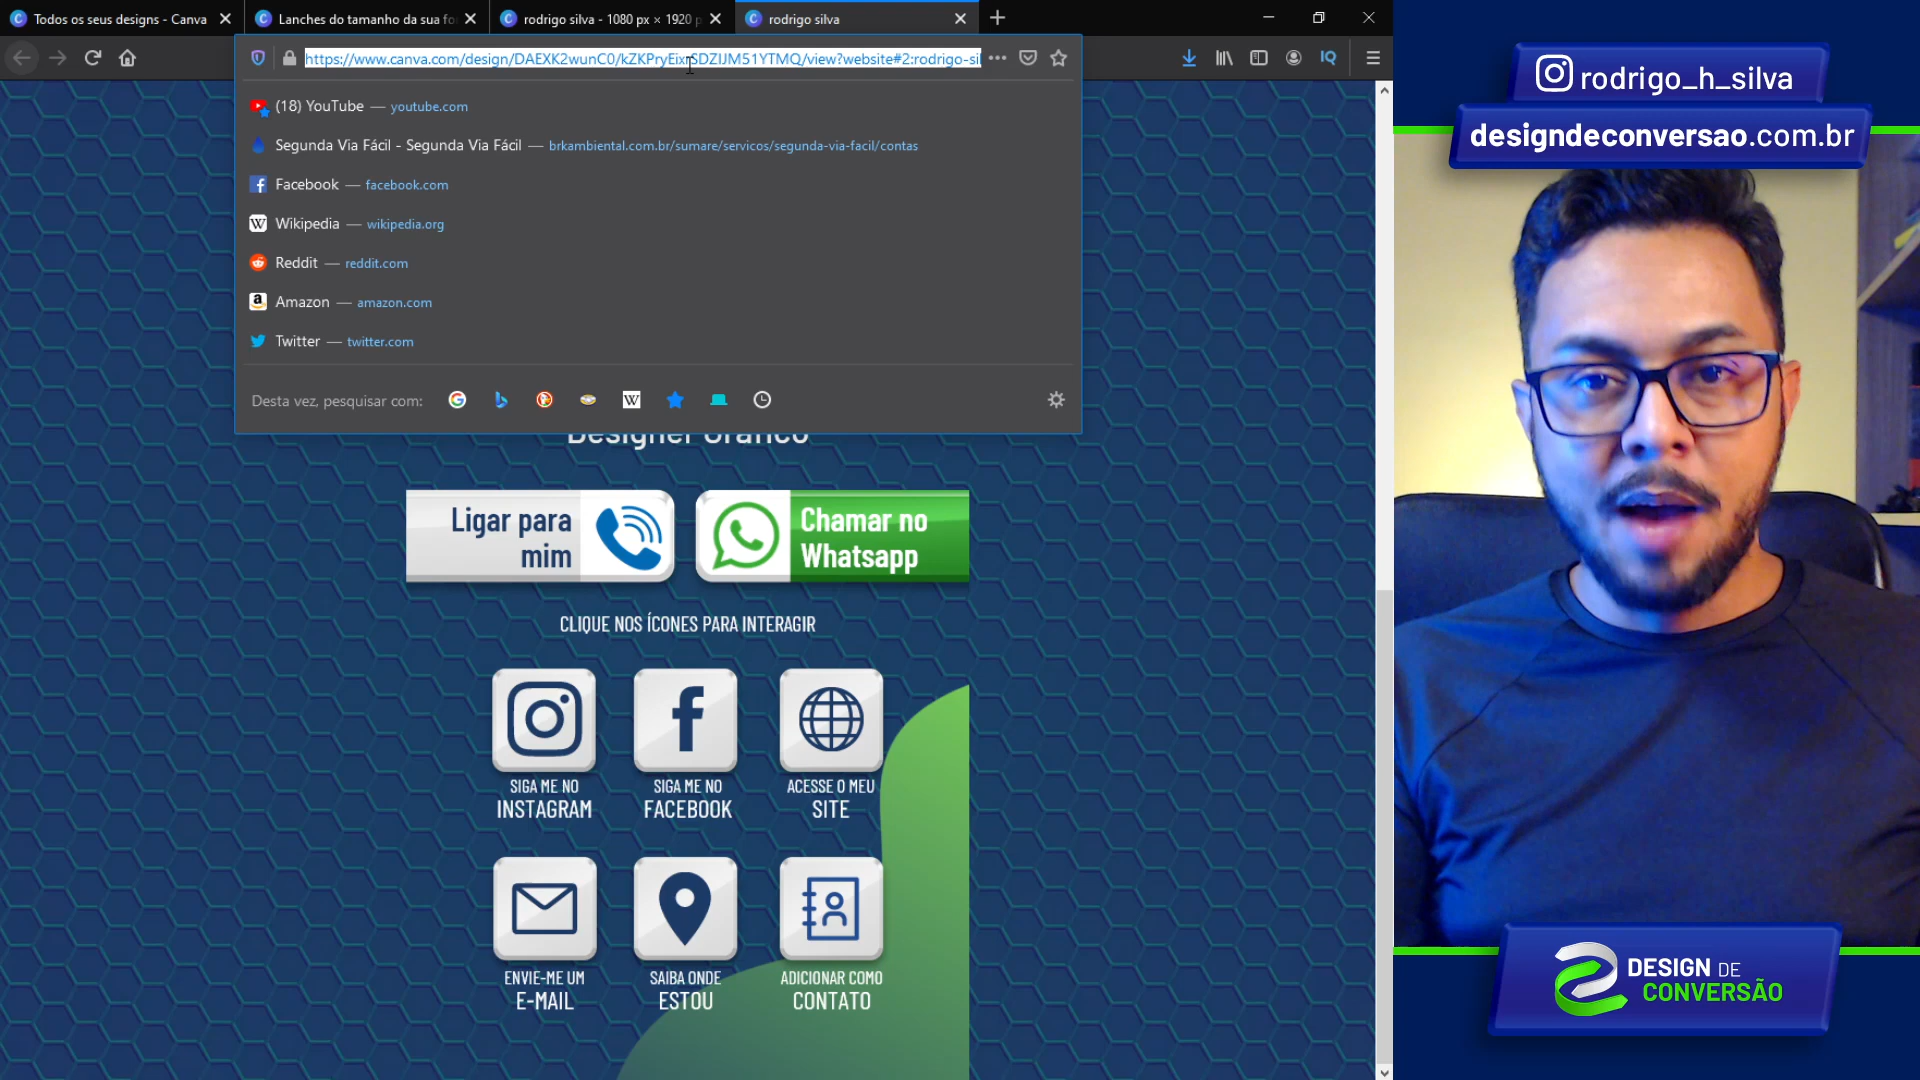 Todos os seus designs - Canva
Lanches do tamanho da sua fo
rodrigo silva - 1080 px × 1920 p
rodrigo silva
https://www.canva.com/design/DAEXK2wunC0/kZKPryEixrSDZIJM51YTMQ/view?website#2:rodrigo-sil
IQ
(18) YouTube — youtube.com
Segunda Via Fácil - Segunda Via Fácil — brkambiental.com.br/sumare/servicos/segunda-via-facil/contas
Facebook — facebook.com
Wikipedia — wikipedia.org
Reddit — reddit.com
Amazon — amazon.com
Twitter — twitter.com
Desta vez, pesquisar com:
Designer Gráfico
Ligar para
mim
Chamar no
Whatsapp
CLIQUE NOS ÍCONES PARA INTERAGIR
SIGA ME NO
INSTAGRAM
SIGA ME NO
FACEBOOK
ACESSE O MEU
SITE
ENVIE-ME UM
E-MAIL
SAIBA ONDE
ESTOU
ADICIONAR COMO
CONTATO
rodrigo_h_silva
designdeconversao.com.br
DESIGN DE
CONVERSÃO